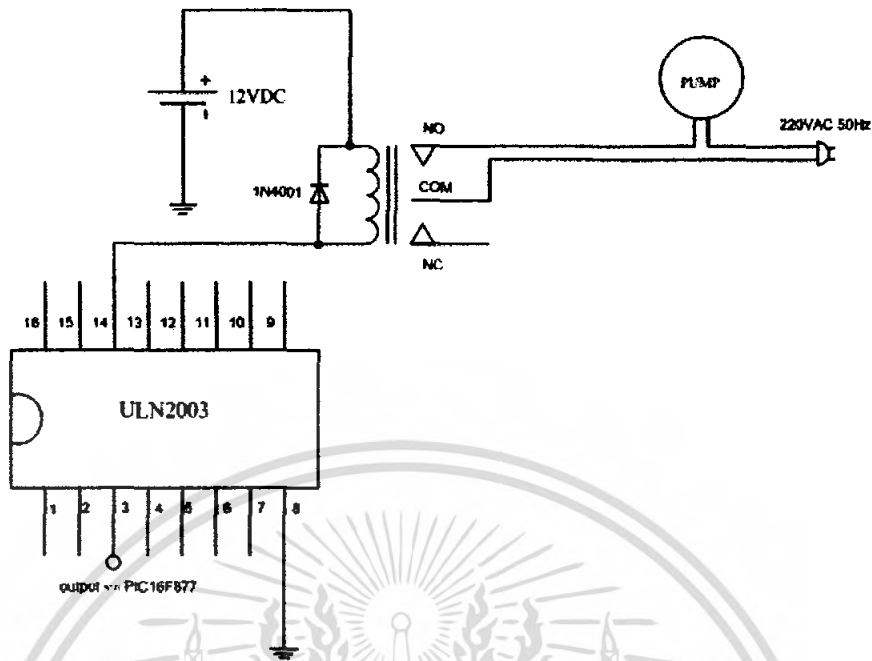 +
12VDC
PUMP
220VAC 50Hz
NO
1N4001
COM
NC
16 15 14 13 12 11 10 9
ULN2003
1 2 3 4 5 6 7 8
output PIC16F877